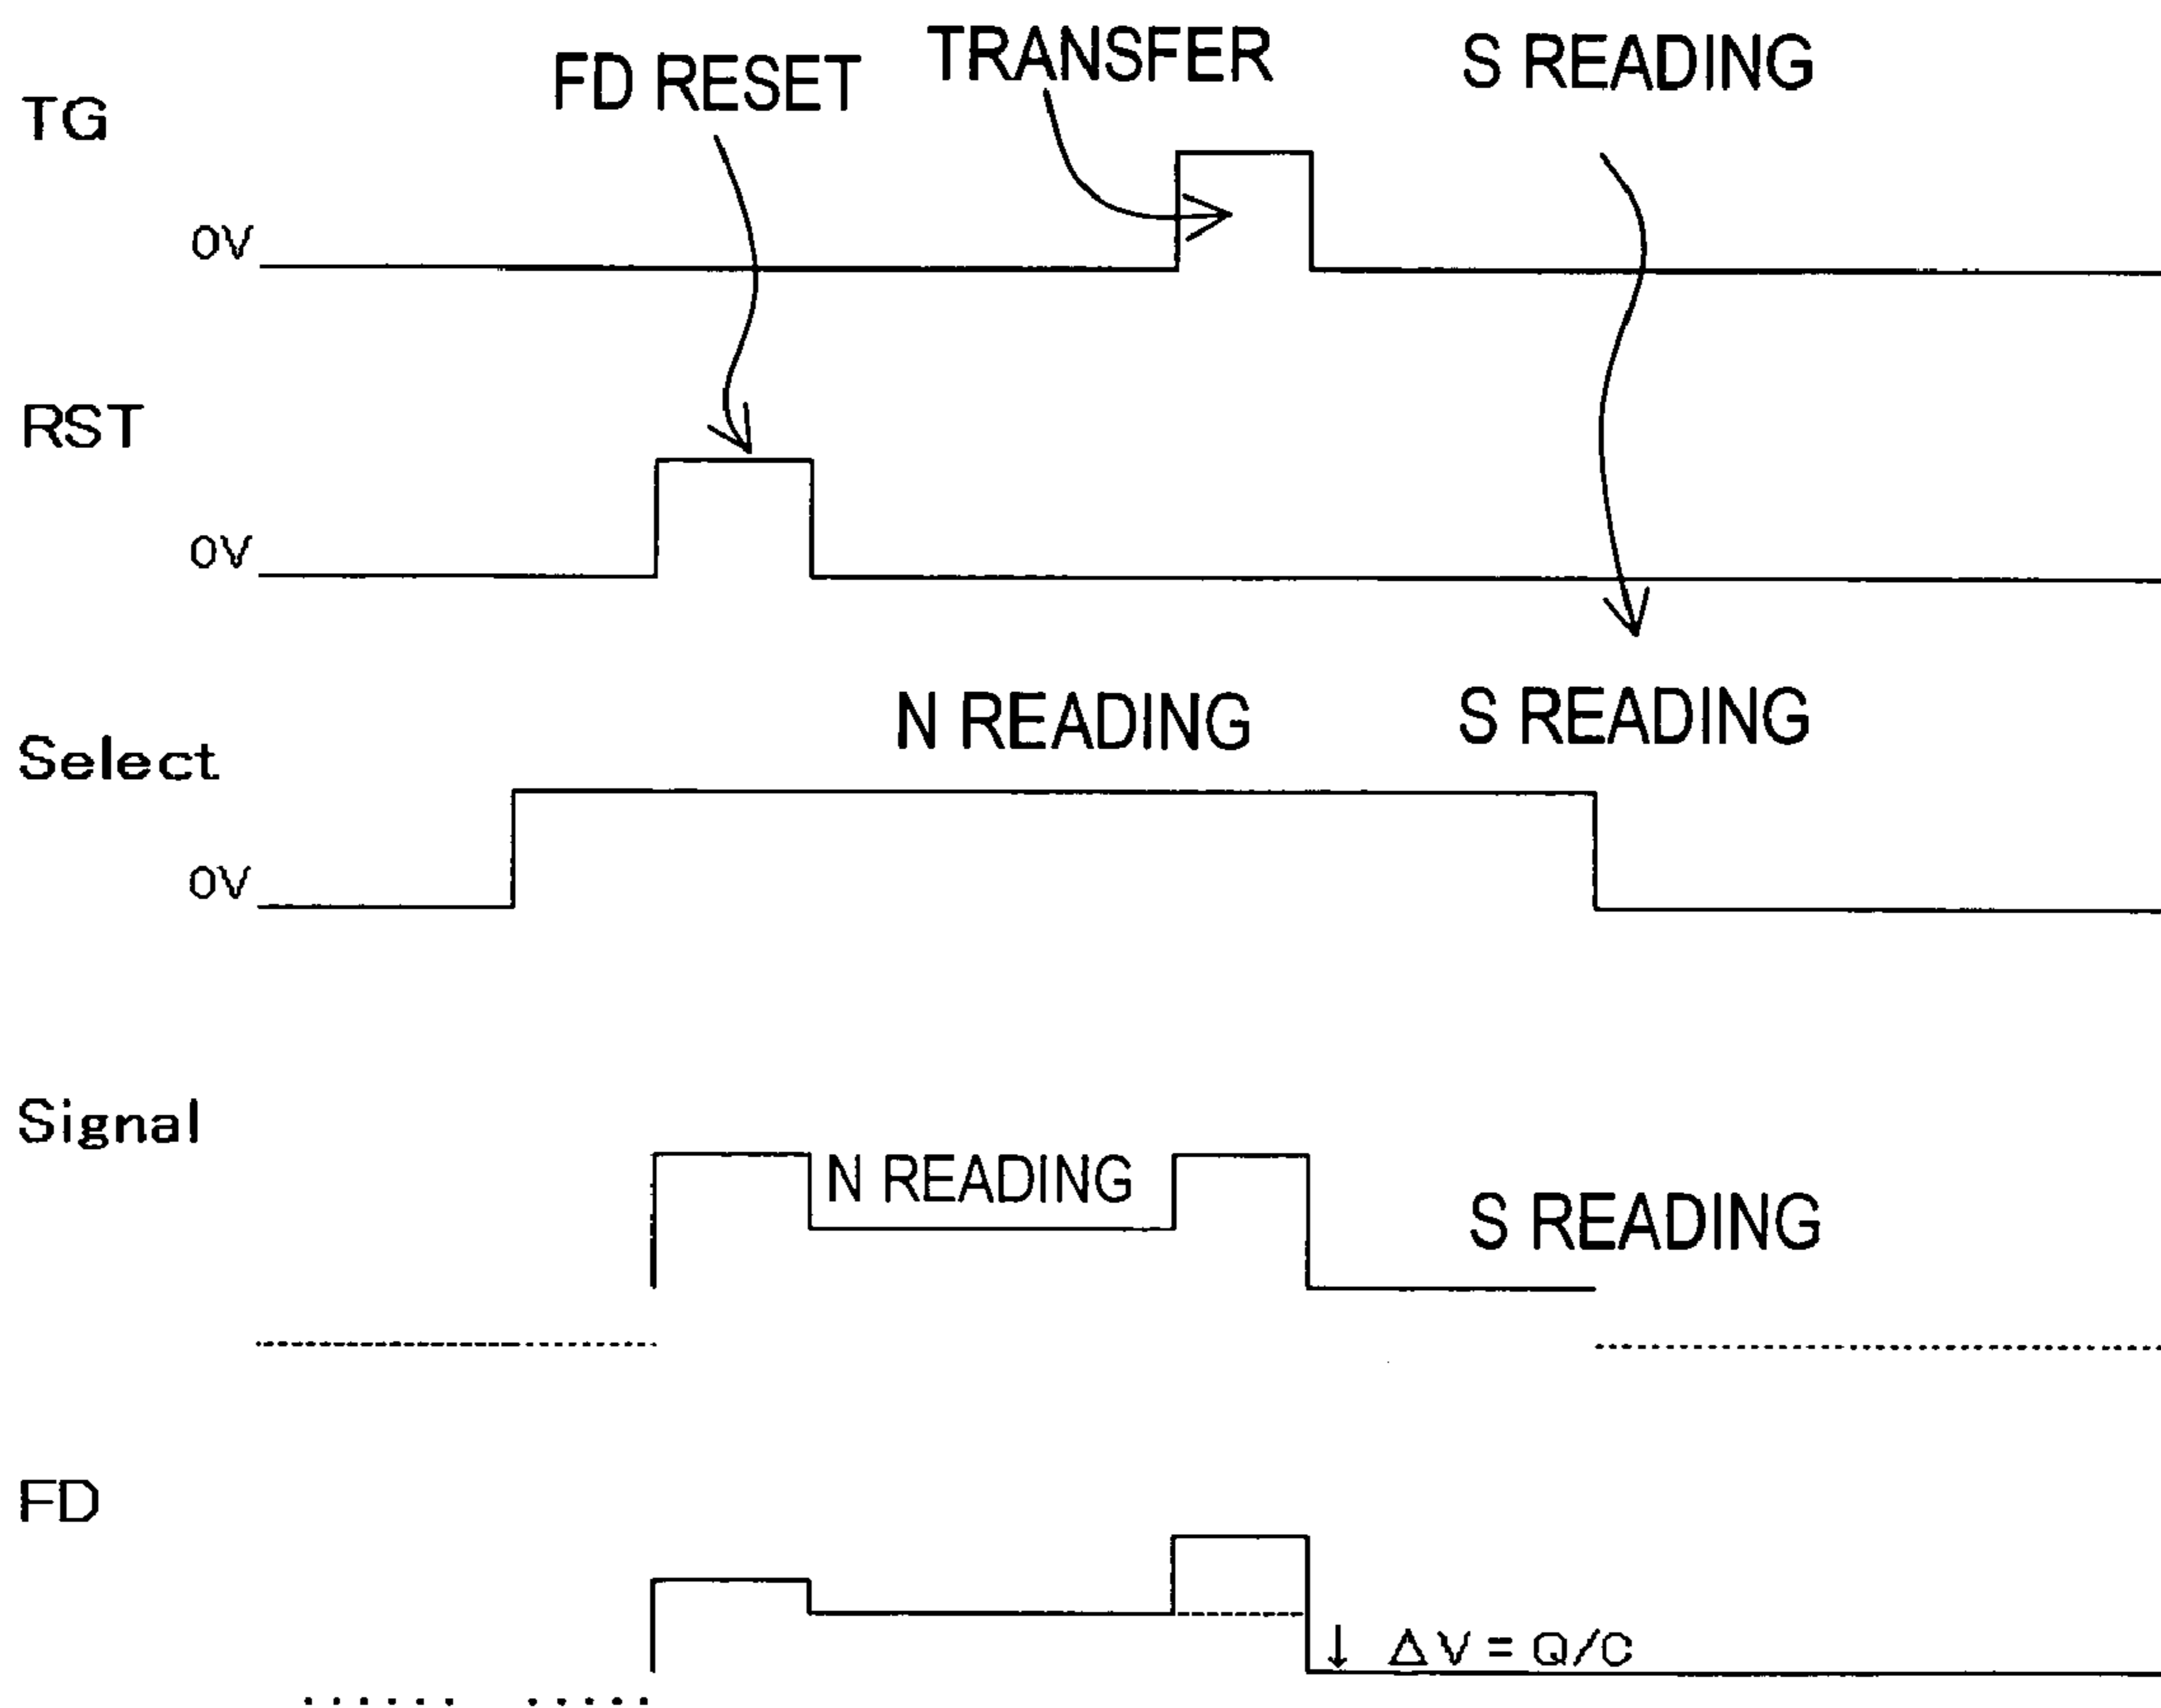 TRANSFER
S READING
FD RESET
TG
0V
RST
0V
N READING
S READING
Select
0V
Signal
N READING
S READING
FD
↓ ΔV = Q/C